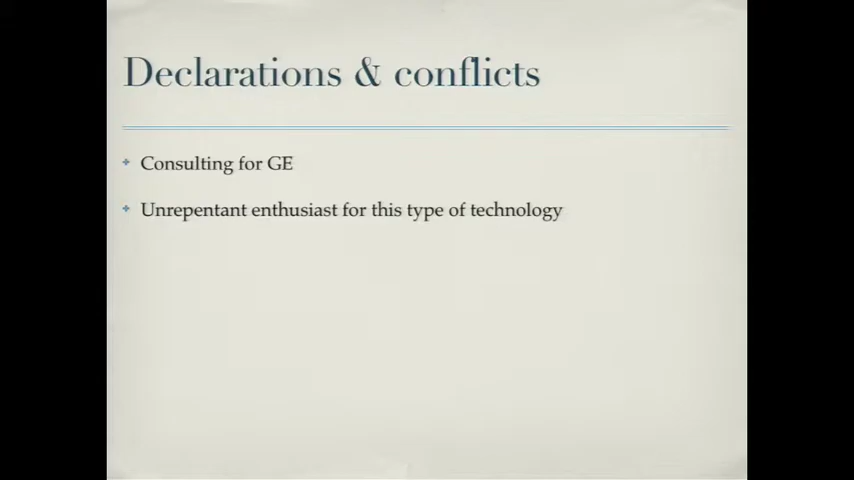 Declarations & conflicts
Consulting for GE
Unrepentant enthusiast for this type of technology